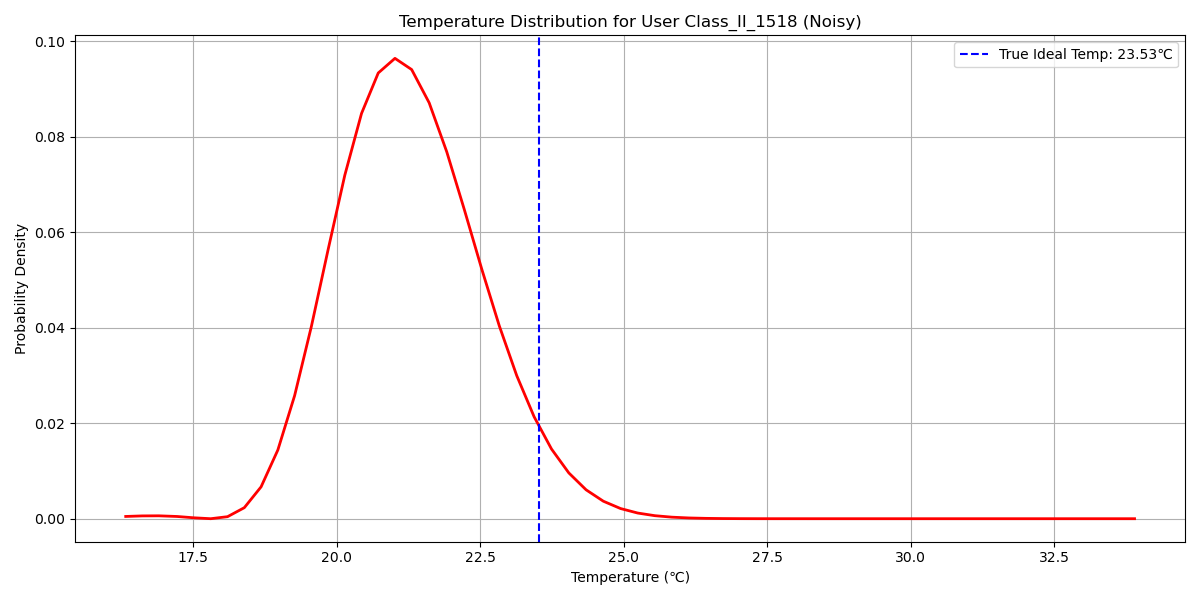 Temperature Distribution for User Class_II_1518 (Noisy)
True Ideal Temp: 23.53℃
Probability Density
0.10
0.08
0.06
0.04
0.02
0.00
17.5 20.0 22.5 25.0 27.5 30.0 32.5
Temperature (℃)